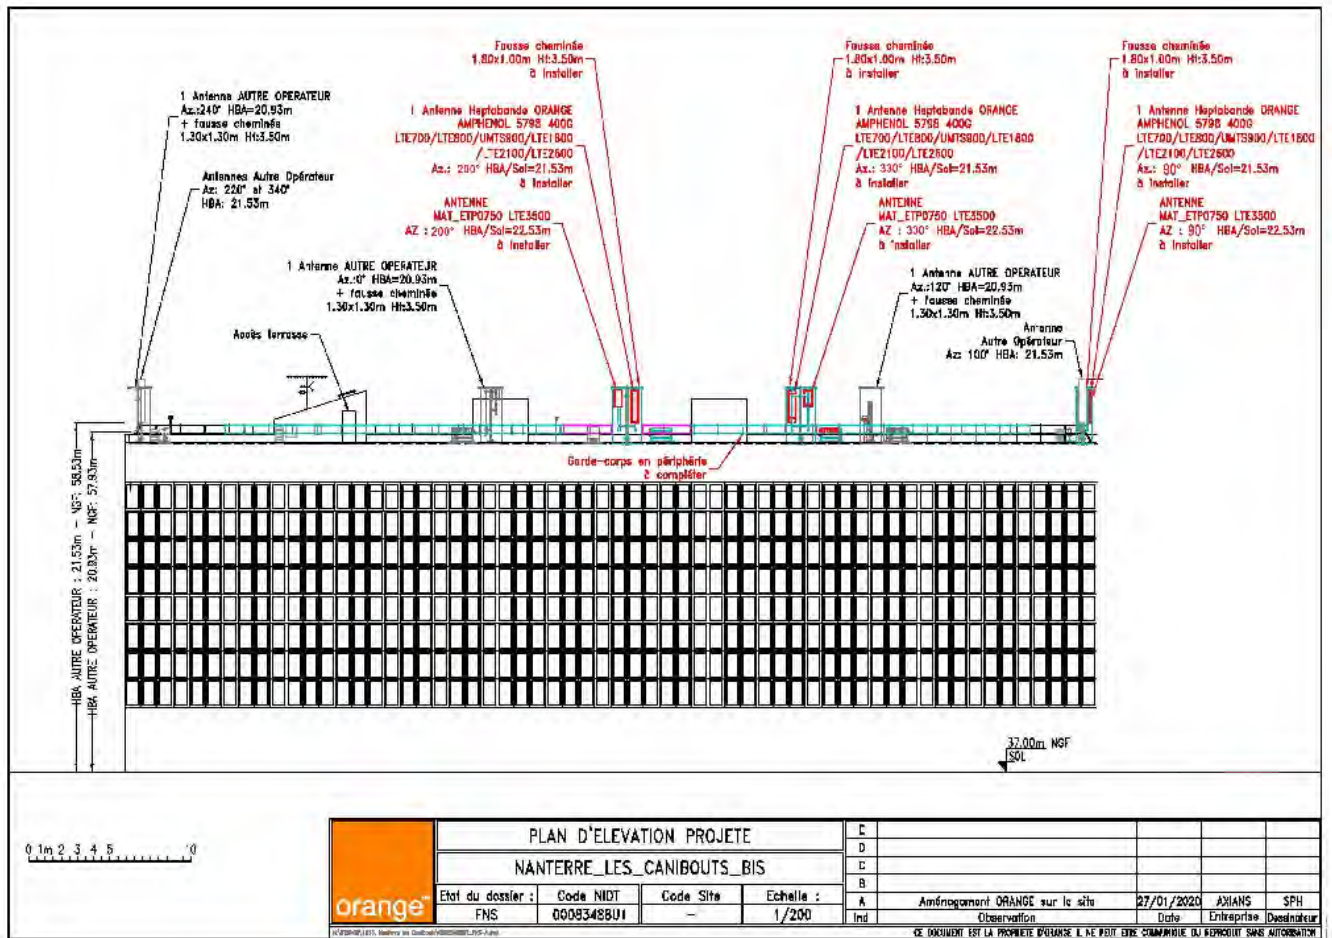 Fausse cheminée
1.80x1.00m Ht:3.50m
à installer
Fausse cheminée
1.80x1.00m Ht:3.50m
à installer
Fausse cheminée
1.80x1.00m Ht:3.50m
à installer
1 Antenne AUTRE OPERATEUR
Az.:240° HBA=20.93m
+ fausse cheminée
1.30x1.30m Ht:3.50m
1 Antenne Heptabande ORANGE
AMPHENOL 5798 400G
LTE700/LTE800/UMTS900/LTE1800
/LTE2100/LTE2600
Az.: 200° HBA/Sol=21.53m
à installer
1 Antenne Heptabande ORANGE
AMPHENOL 5798 400G
LTE700/LTE800/UMTS900/LTE1800
/LTE2100/LTE2600
Az.: 330° HBA/Sol=21.53m
à installer
1 Antenne Heptabande ORANGE
AMPHENOL 5798 400G
LTE700/LTE800/UMTS900/LTE1800
/LTE2100/LTE2600
Az.: 90° HBA/Sol=21.53m
à installer
Antennes Autre Opérateur
Az: 220° et 340°
HBA: 21.53m
ANTENNE
MAT_ETP0750 LTE3500
AZ : 200° HBA/Sol=22.53m
à installer
ANTENNE
MAT_ETP0750 LTE3500
AZ : 330° HBA/Sol=22.53m
à installer
ANTENNE
MAT_ETP0750 LTE3500
AZ : 90° HBA/Sol=22.53m
à installer
1 Antenne AUTRE OPERATEUR
Az.:0° HBA=20.93m
+ fausse cheminée
1.30x1.30m Ht:3.50m
1 Antenne AUTRE OPERATEUR
Az.:120° HBA=20.93m
+ fausse cheminée
1.30x1.30m Ht:3.50m
Accès terrasse
Antenne
Autre Opérateur
Az: 100° HBA: 21.53m
Garde-corps en périphérie
à compléter
HBA AUTRE OPERATEUR : 21.53m - NGF: 58.53m
HBA AUTRE OPERATEUR : 20.93m - NGF: 57.93m
37.00m NGF
SOL
0 1m 2 3 4 5 10
orange™
PLAN D'ELEVATION PROJETE
NANTERRE_LES_CANIBOUTS_BIS
Etat du dossier : Code NIDT Code Site Echelle :
FNS 00083488U1 - 1/200
E
D
C
B
A Aménagement ORANGE sur le site 27/01/2020 AXIANS SPH
Ind Observation Date Entreprise Dessinateur
CE DOCUMENT EST LA PROPRIETE D'ORANGE IL NE PEUT ETRE COMMUNIQUE OU REPRODUIT SANS AUTORISATION